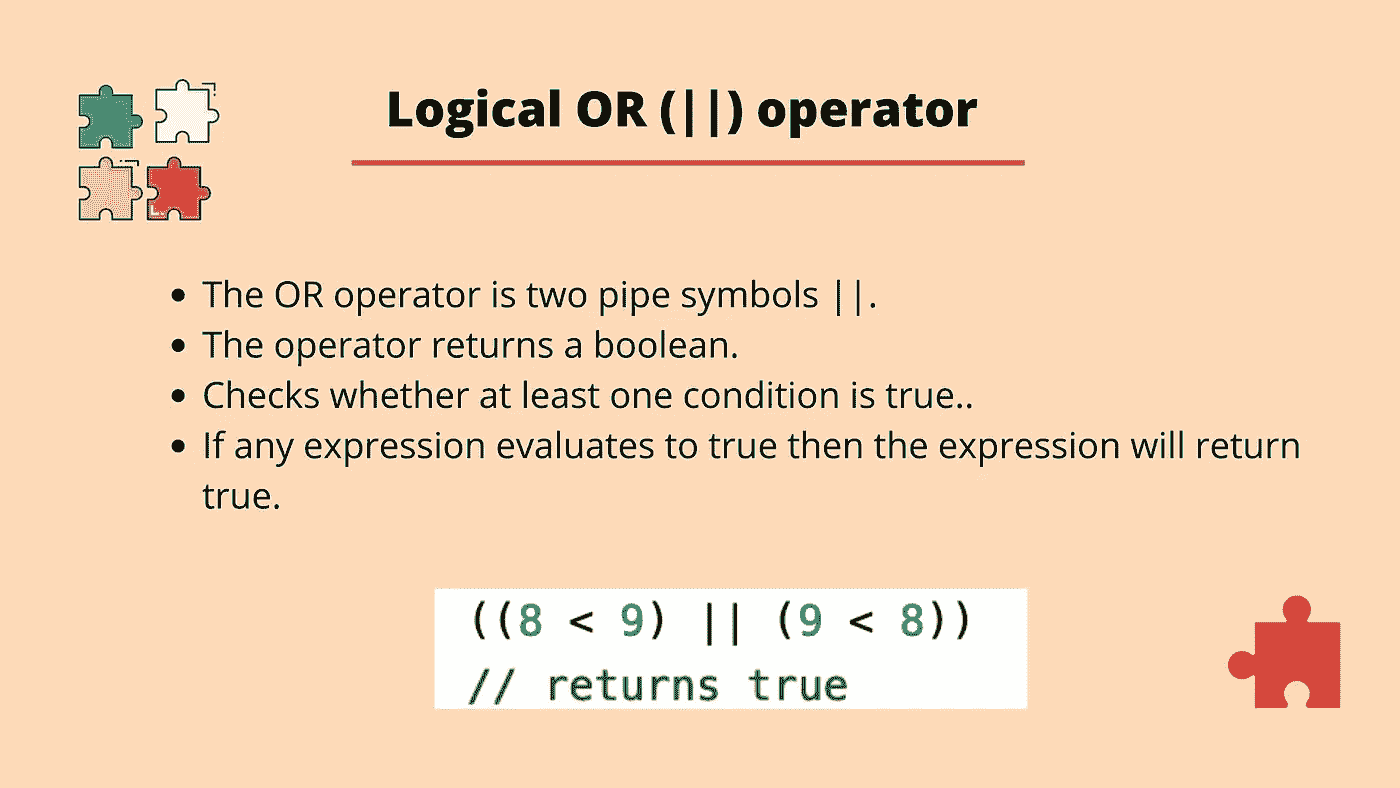 Logical OR (||) operator
• The OR operator is two pipe symbols ||.
• The operator returns a boolean.
• Checks whether at least one condition is true..
• If any expression evaluates to true then the expression will return
true.
((8 < 9) || (9 < 8))
// returns true